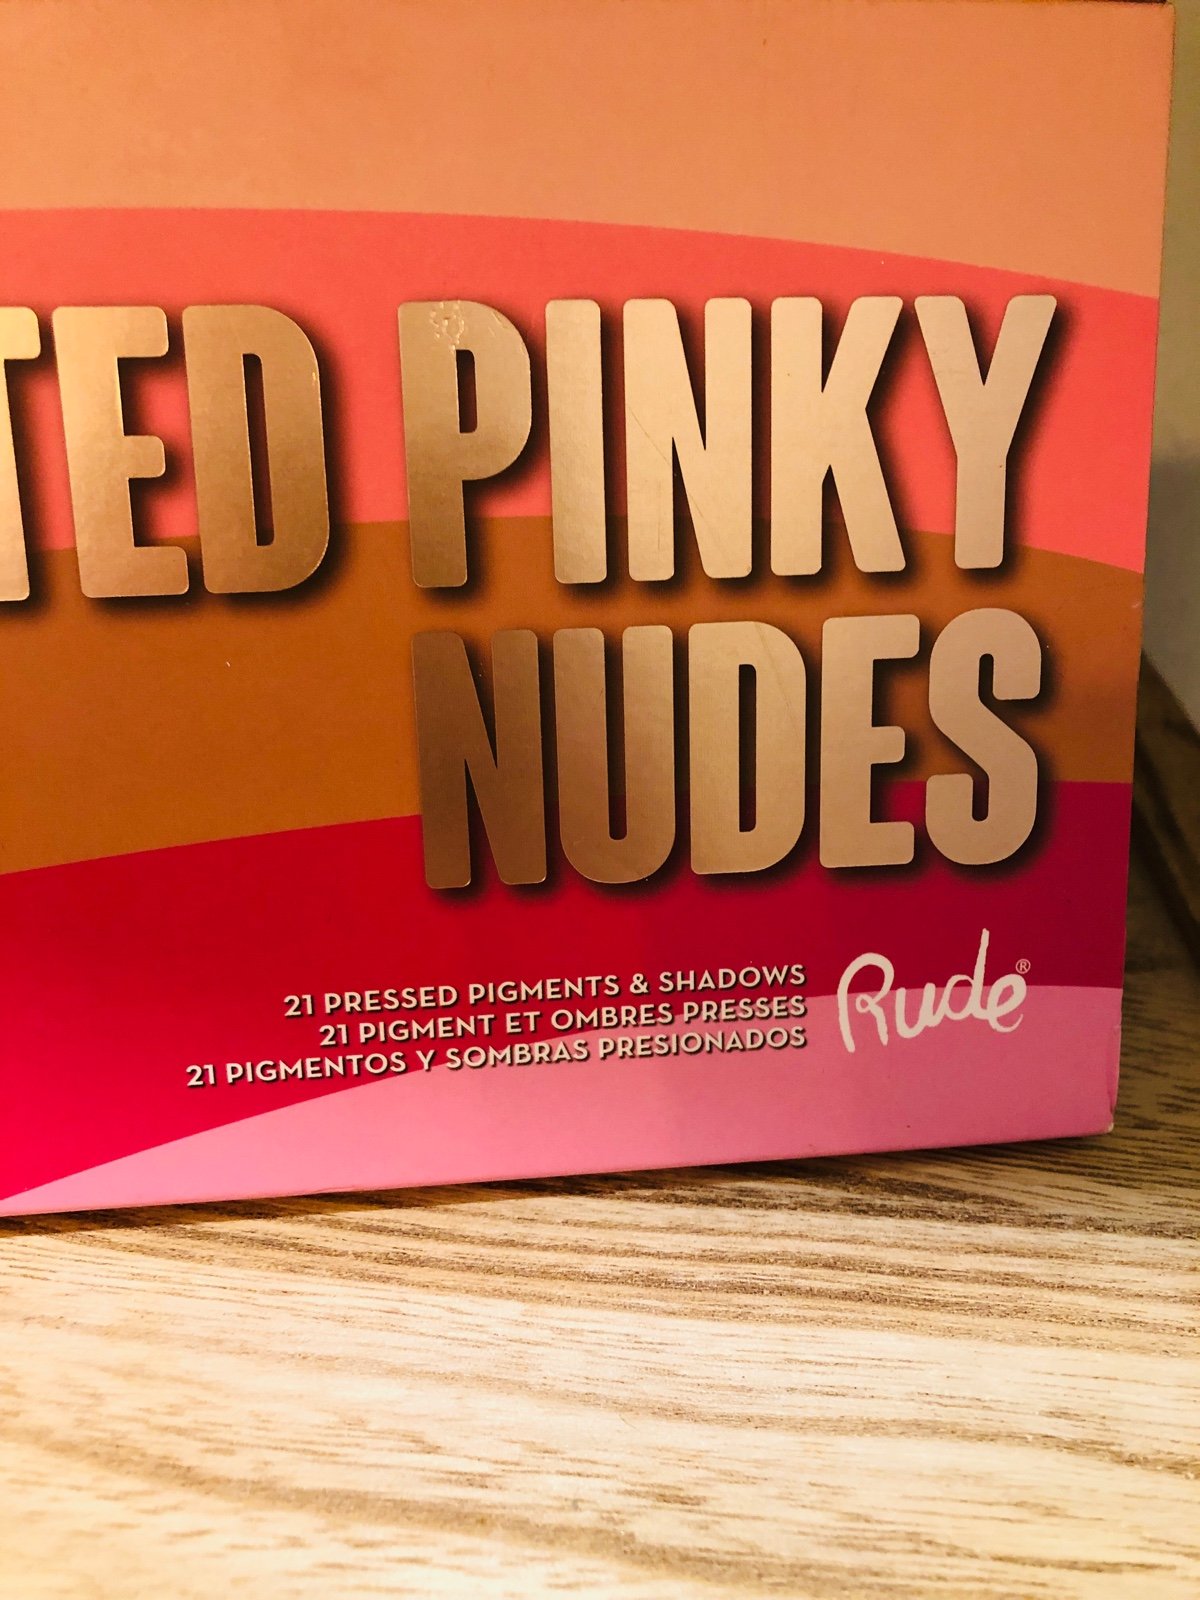 TED PINKY
NUDES
21 PRESSED PIGMENTS & SHADOWS
21 PIGMENT ET OMBRES PRESSES
21 PIGMENTOS Y SOMBRAS PRESIONADOS
Rude®